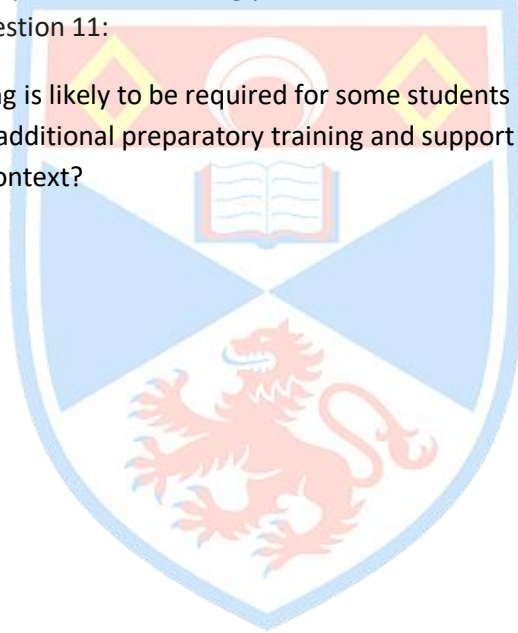 estion 11:
g is likely to be required for some students
additional preparatory training and support
ontext?